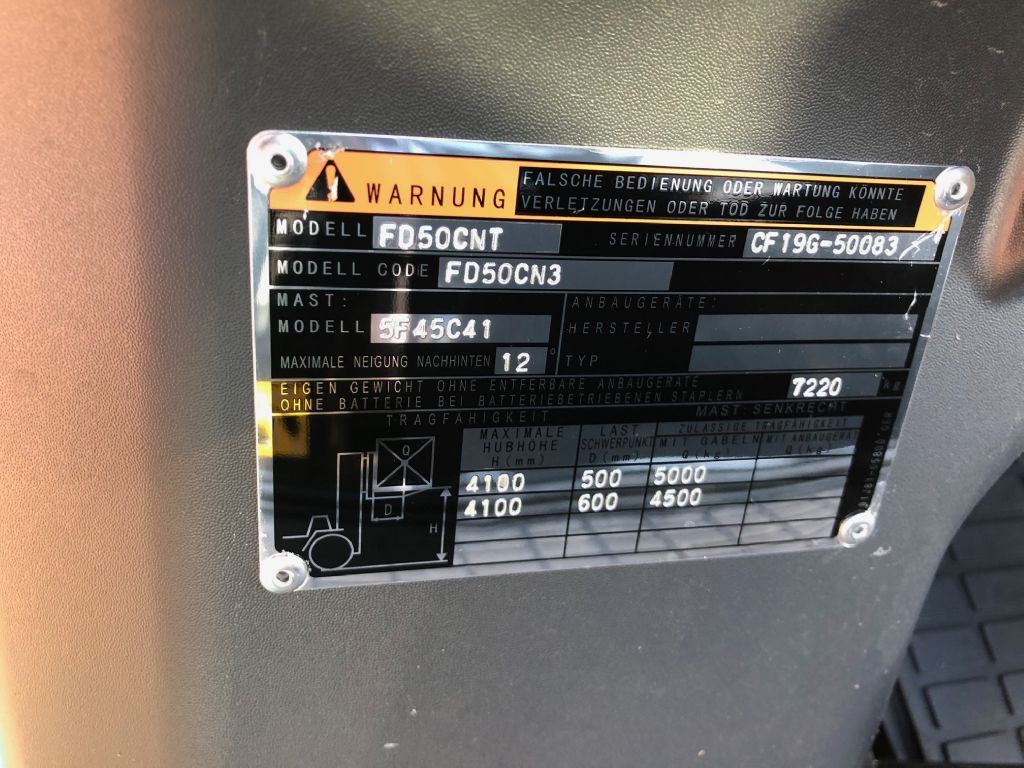 WARNUNG
FALSCHE BEDIENUNG ODER WARTUNG KÖNNTE
VERLETZUNGEN ODER TOD ZUR FOLGE HABEN
MODELL FD50CNT SERIENNUMMER CF19G-50083
MODELL CODE FD50CN3
MAST: ANBAUGERÄTE:
MODELL 5F45C41 HERSTELLER
MAXIMALE NEIGUNG NACHHINTEN 12° TYP
EIGEN GEWICHT OHNE ENTFERBARE ANBAUGERÄTE
OHNE BATTERIE BEI BATTERIEBETRIEBENEN STAPLERN 7220 kg
TRAGFÄHIGKEIT MAST: SENKRECHT
MAXIMALE HUBHÖHE H(mm)
LAST SCHWERPUNKT D(mm)
ZULÄSSIGE TRAGFÄHIGKEIT
MIT GABELN Q(kg)
MIT ANBAUGERÄT Q(kg)
4100 500 5000
4100 600 4500
Q
D
H